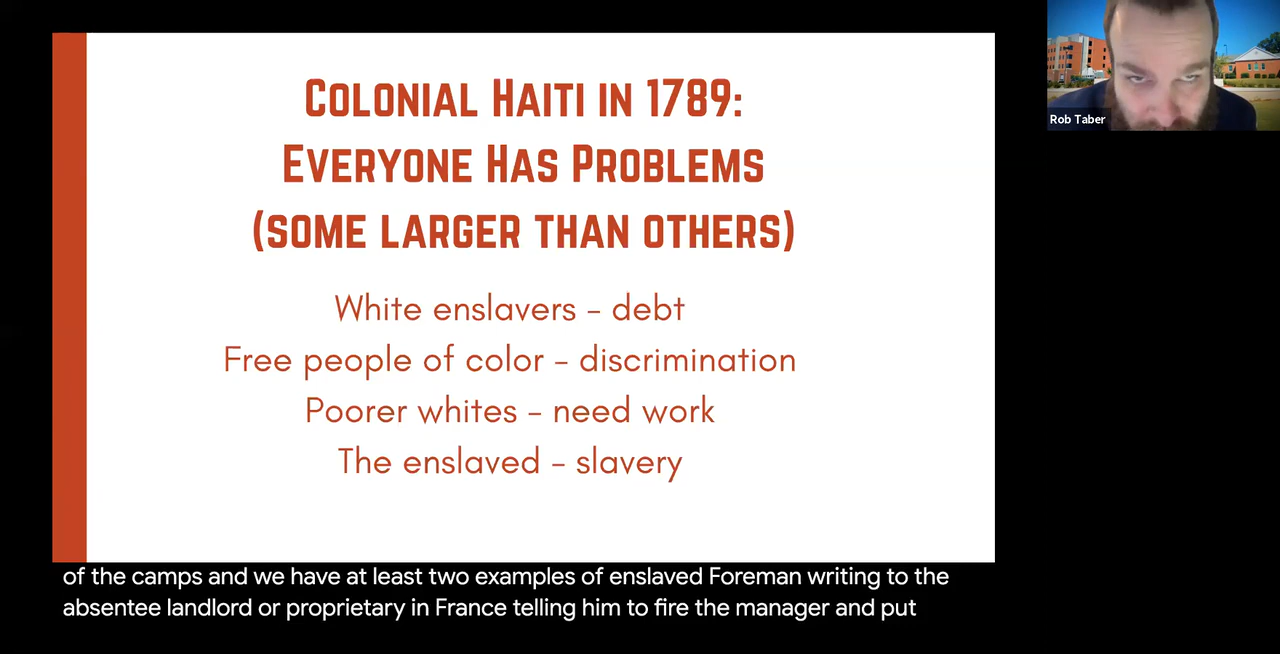 COLONIAL HAITI IN 1789:
EVERYONE HAS PROBLEMS
(SOME LARGER THAN OTHERS)
White enslavers - debt
Free people of color - discrimination
Poorer whites - need work
The enslaved - slavery
Rob Taber
of the camps and we have at least two examples of enslaved Foreman writing to the
absentee landlord or proprietary in France telling him to fire the manager and put